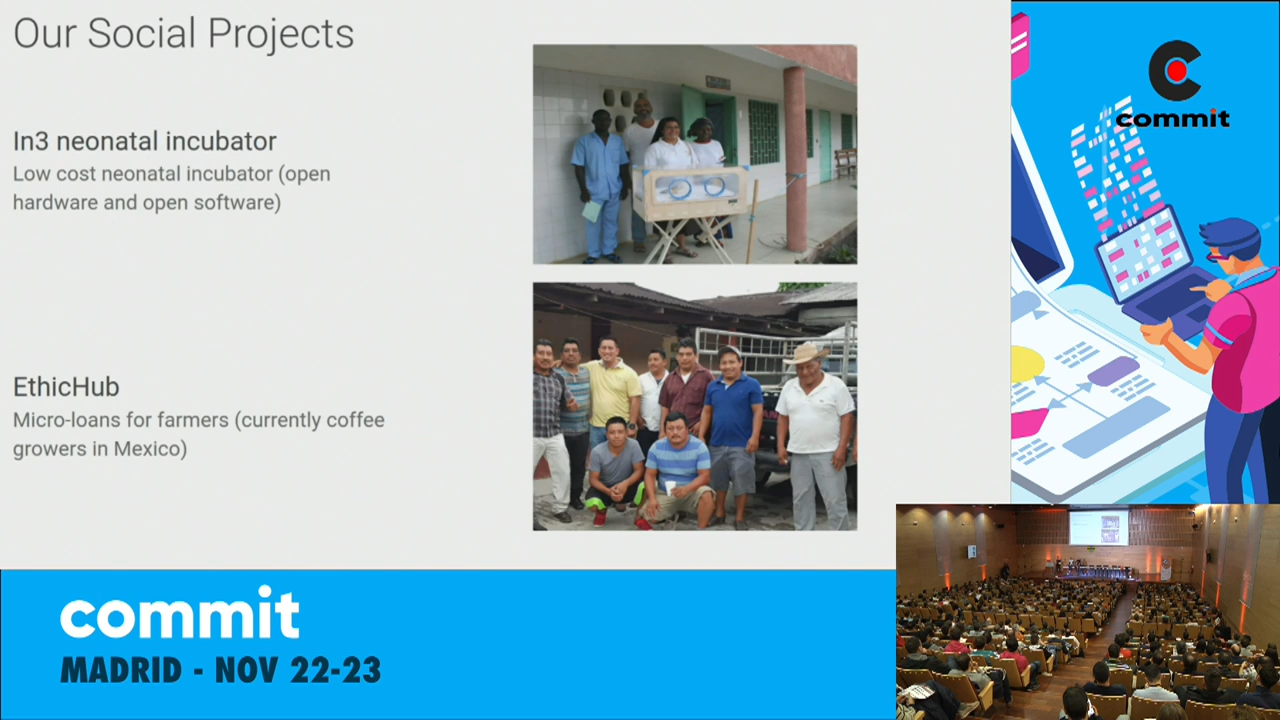 Our Social Projects
In3 neonatal incubator
Low cost neonatal incubator (open
hardware and open software)
EthicHub
Micro-loans for farmers (currently coffee
growers in Mexico)
commit
commit
MADRID - NOV 22-23